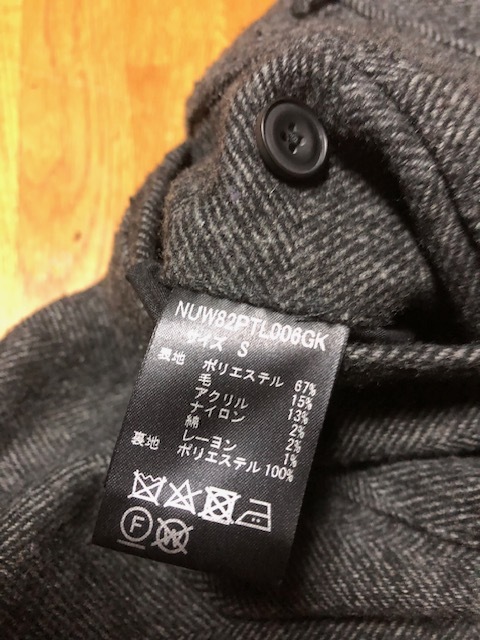 NUW82PTL006GK
サイズ S
表地 ポリエステル 67%
毛 15%
アクリル 13%
ナイロン 2%
綿 2%
レーヨン 1%
裏地 ポリエステル 100%
F W